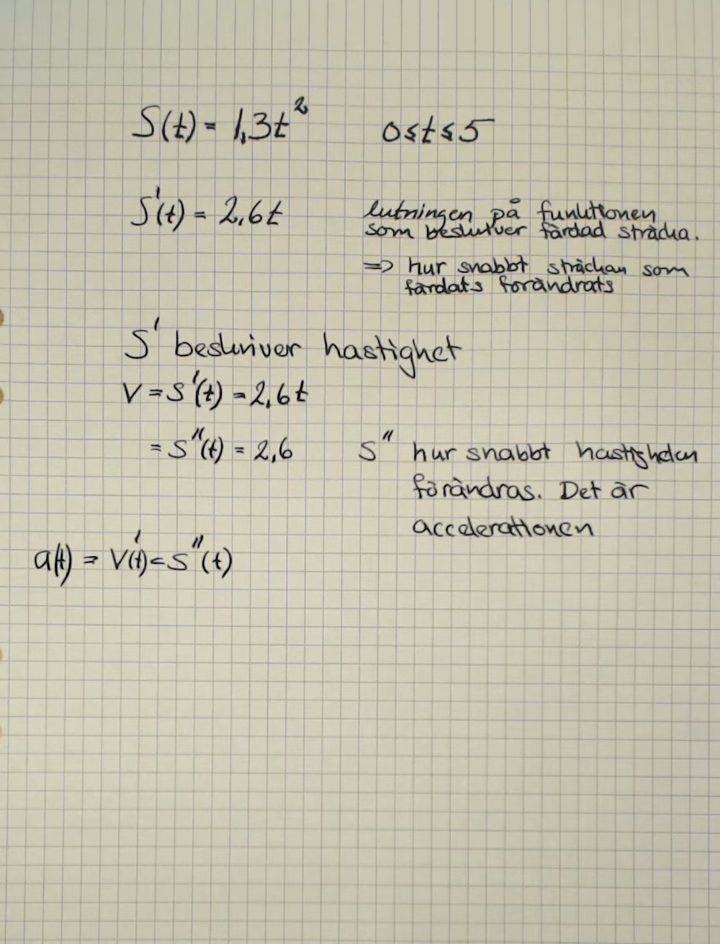 S(t) = 1,3t² 0≤t≤5
S'(t) = 2,6t lutningen på funktionen
som beskriver färdad sträcka.
=> hur snabbt sträckan som
färdats förändrats
S' beskriver hastighet
V = S'(t) = 2,6t
= S''(t) = 2,6 S'' hur snabbt hastigheten
förändras. Det är
accelerationen
a(t) = V'(t) = S''(t)